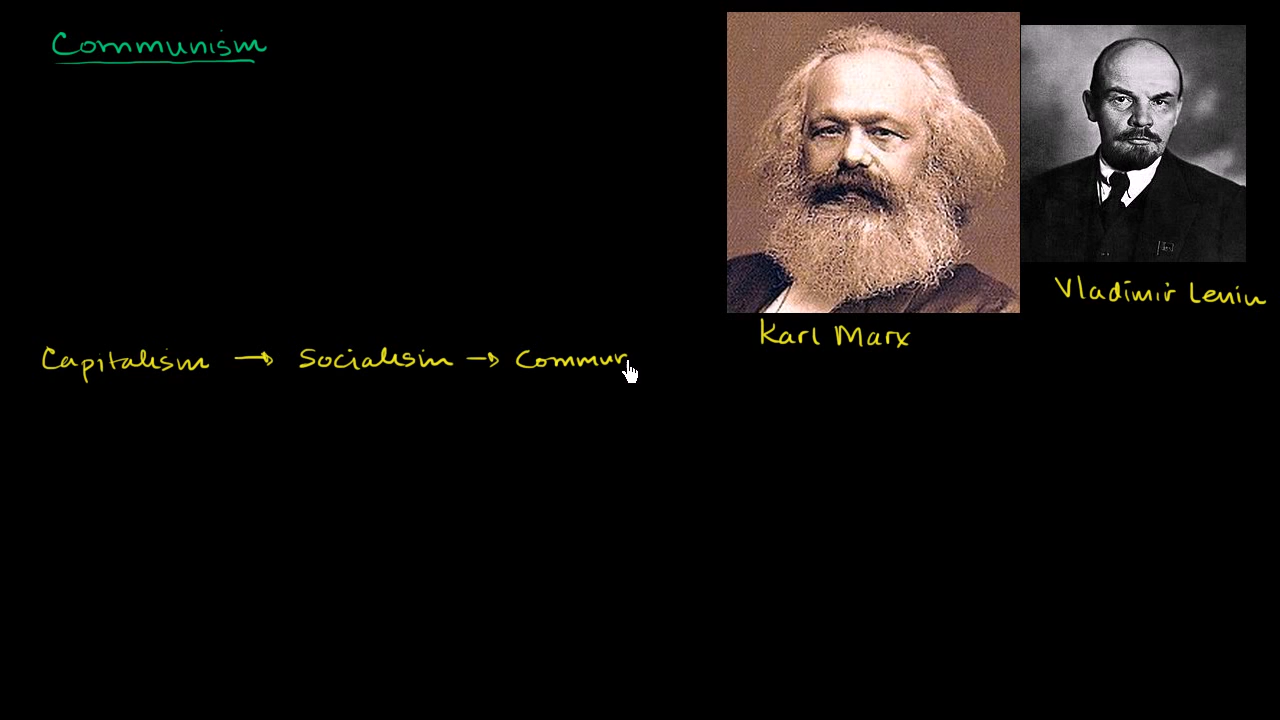 Communism
Vladimir Lenin
Karl Marx
Capitalism → Socialism → Commun